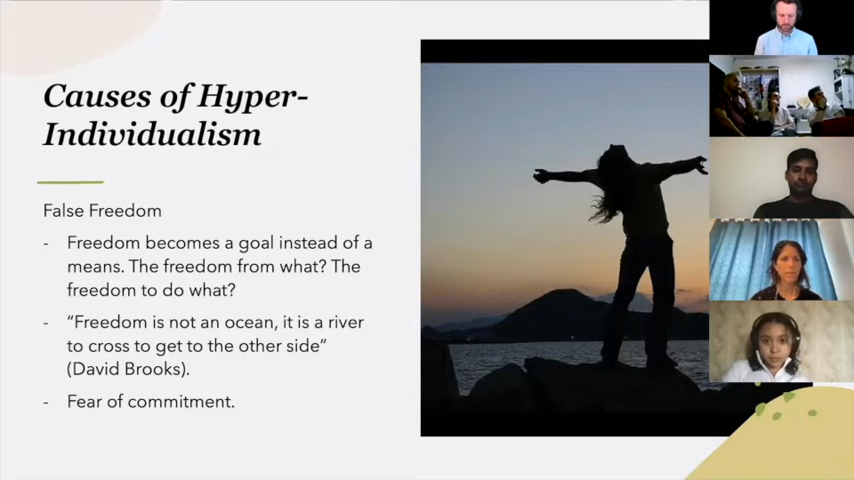 Causes of Hyper-
Individualism
False Freedom
- Freedom becomes a goal instead of a
means. The freedom from what? The
freedom to do what?
- “Freedom is not an ocean, it is a river
to cross to get to the other side”
(David Brooks).
- Fear of commitment.